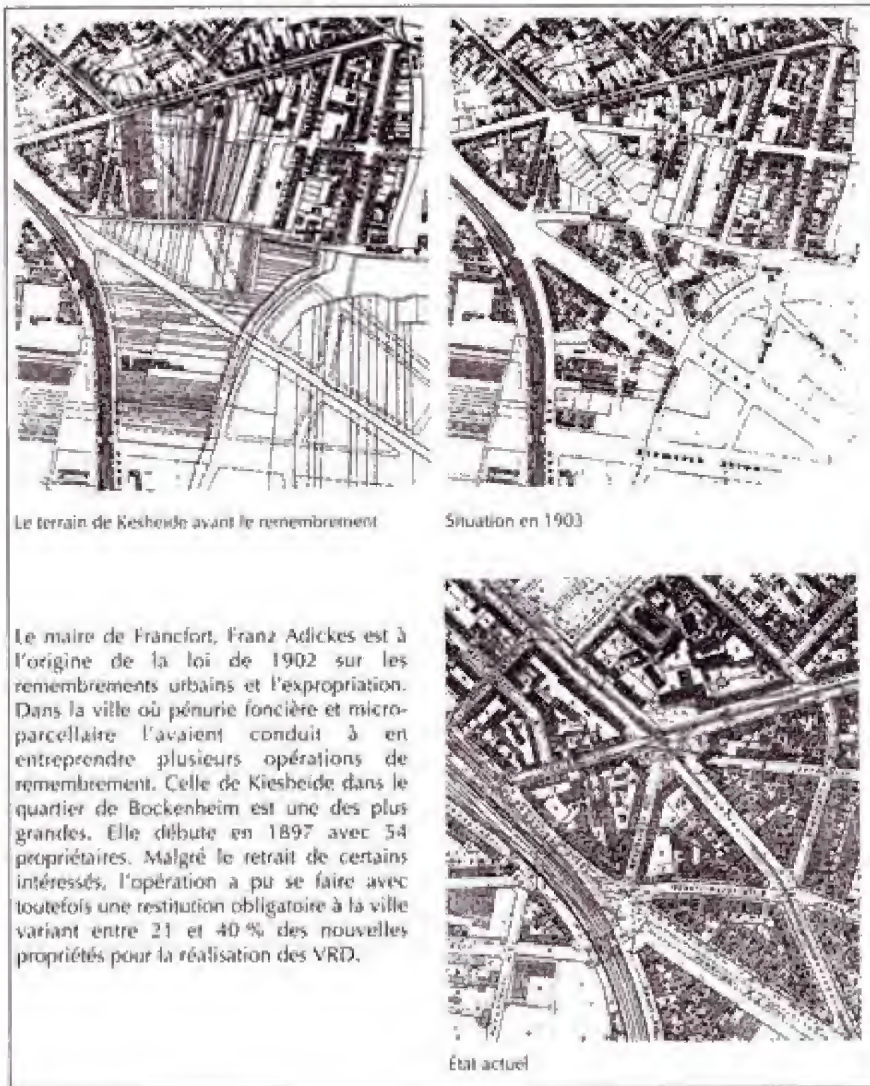 Le terrain de Kesheide avant le remembrement
Situation en 1903
Le maire de Francfort, Franz Adickes est à
l'origine de la loi de 1902 sur les
remembrements urbains et l'expropriation.
Dans la ville où pénurie foncière et micro-
parcellaire l'avaient conduit à en
entreprendre plusieurs opérations de
remembrement. Celle de Kiesheide dans le
quartier de Bockenheim est une des plus
grandes. Elle débute en 1897 avec 54
propriétaires. Malgré le retrait de certains
intéressés, l'opération a pu se faire avec
toutefois une restitution obligatoire à la ville
variant entre 21 et 40 % des nouvelles
propriétés pour la réalisation des VRD.
État actuel